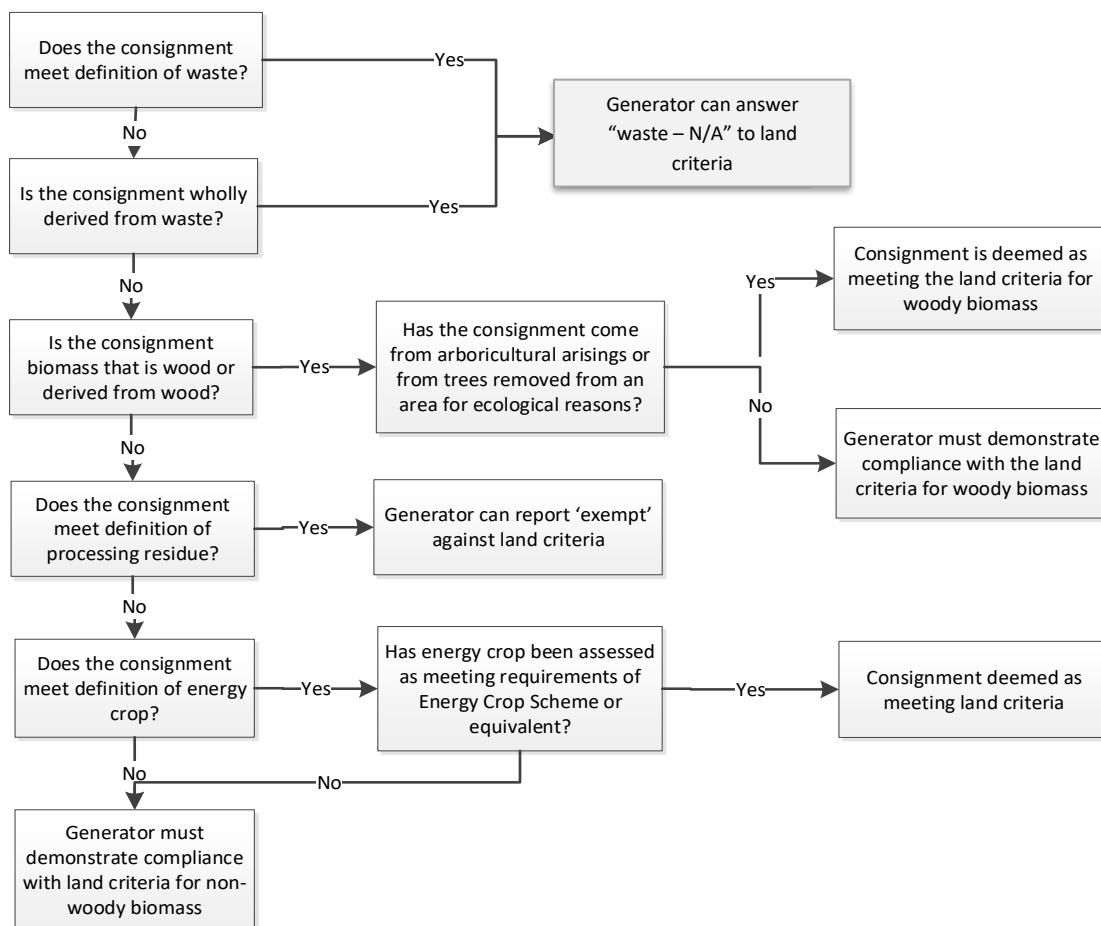 Does the consignment
meet definition of waste?
Yes
Generator can answer
“waste – N/A” to land
criteria
No
Is the consignment wholly
derived from waste?
Yes
No
Is the consignment
biomass that is wood or
derived from wood?
Yes
Has the consignment come
from arboricultural arisings or
from trees removed from an
area for ecological reasons?
Yes
Consignment is deemed as
meeting the land criteria for
woody biomass
No
Generator must demonstrate
compliance with the land
criteria for woody biomass
No
Does the consignment
meet definition of
processing residue?
Yes
Generator can report ‘exempt’
against land criteria
No
Does the consignment
meet definition of energy
crop?
Yes
Has energy crop been assessed
as meeting requirements of
Energy Crop Scheme or
equivalent?
Yes
Consignment deemed as
meeting land criteria
No
No
Generator must
demonstrate compliance
with land criteria for non-
woody biomass